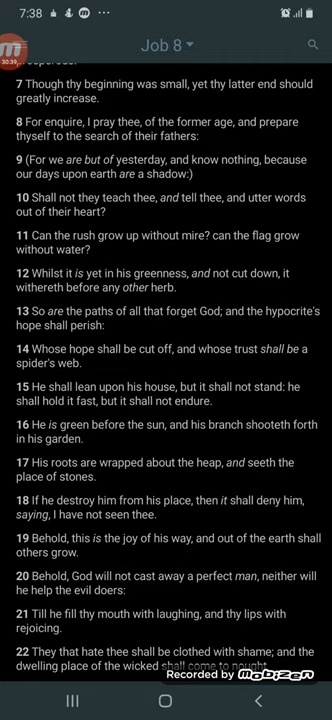 7:38
m
30:39
Job 8
7 Though thy beginning was small, yet thy latter end should
greatly increase.
8 For enquire, I pray thee, of the former age, and prepare
thyself to the search of their fathers:
9 (For we are but of yesterday, and know nothing, because
our days upon earth are a shadow:)
10 Shall not they teach thee, and tell thee, and utter words
out of their heart?
11 Can the rush grow up without mire? can the flag grow
without water?
12 Whilst it is yet in his greenness, and not cut down, it
withereth before any other herb.
13 So are the paths of all that forget God; and the hypocrite's
hope shall perish:
14 Whose hope shall be cut off, and whose trust shall be a
spider's web.
15 He shall lean upon his house, but it shall not stand: he
shall hold it fast, but it shall not endure.
16 He is green before the sun, and his branch shooteth forth
in his garden.
17 His roots are wrapped about the heap, and seeth the
place of stones.
18 If he destroy him from his place, then it shall deny him,
saying, I have not seen thee.
19 Behold, this is the joy of his way, and out of the earth shall
others grow.
20 Behold, God will not cast away a perfect man, neither will
he help the evil doers:
21 Till he fill thy mouth with laughing, and thy lips with
rejoicing.
22 They that hate thee shall be clothed with shame; and the
dwelling place of the wicked shall come to nought.
Recorded by mobizen